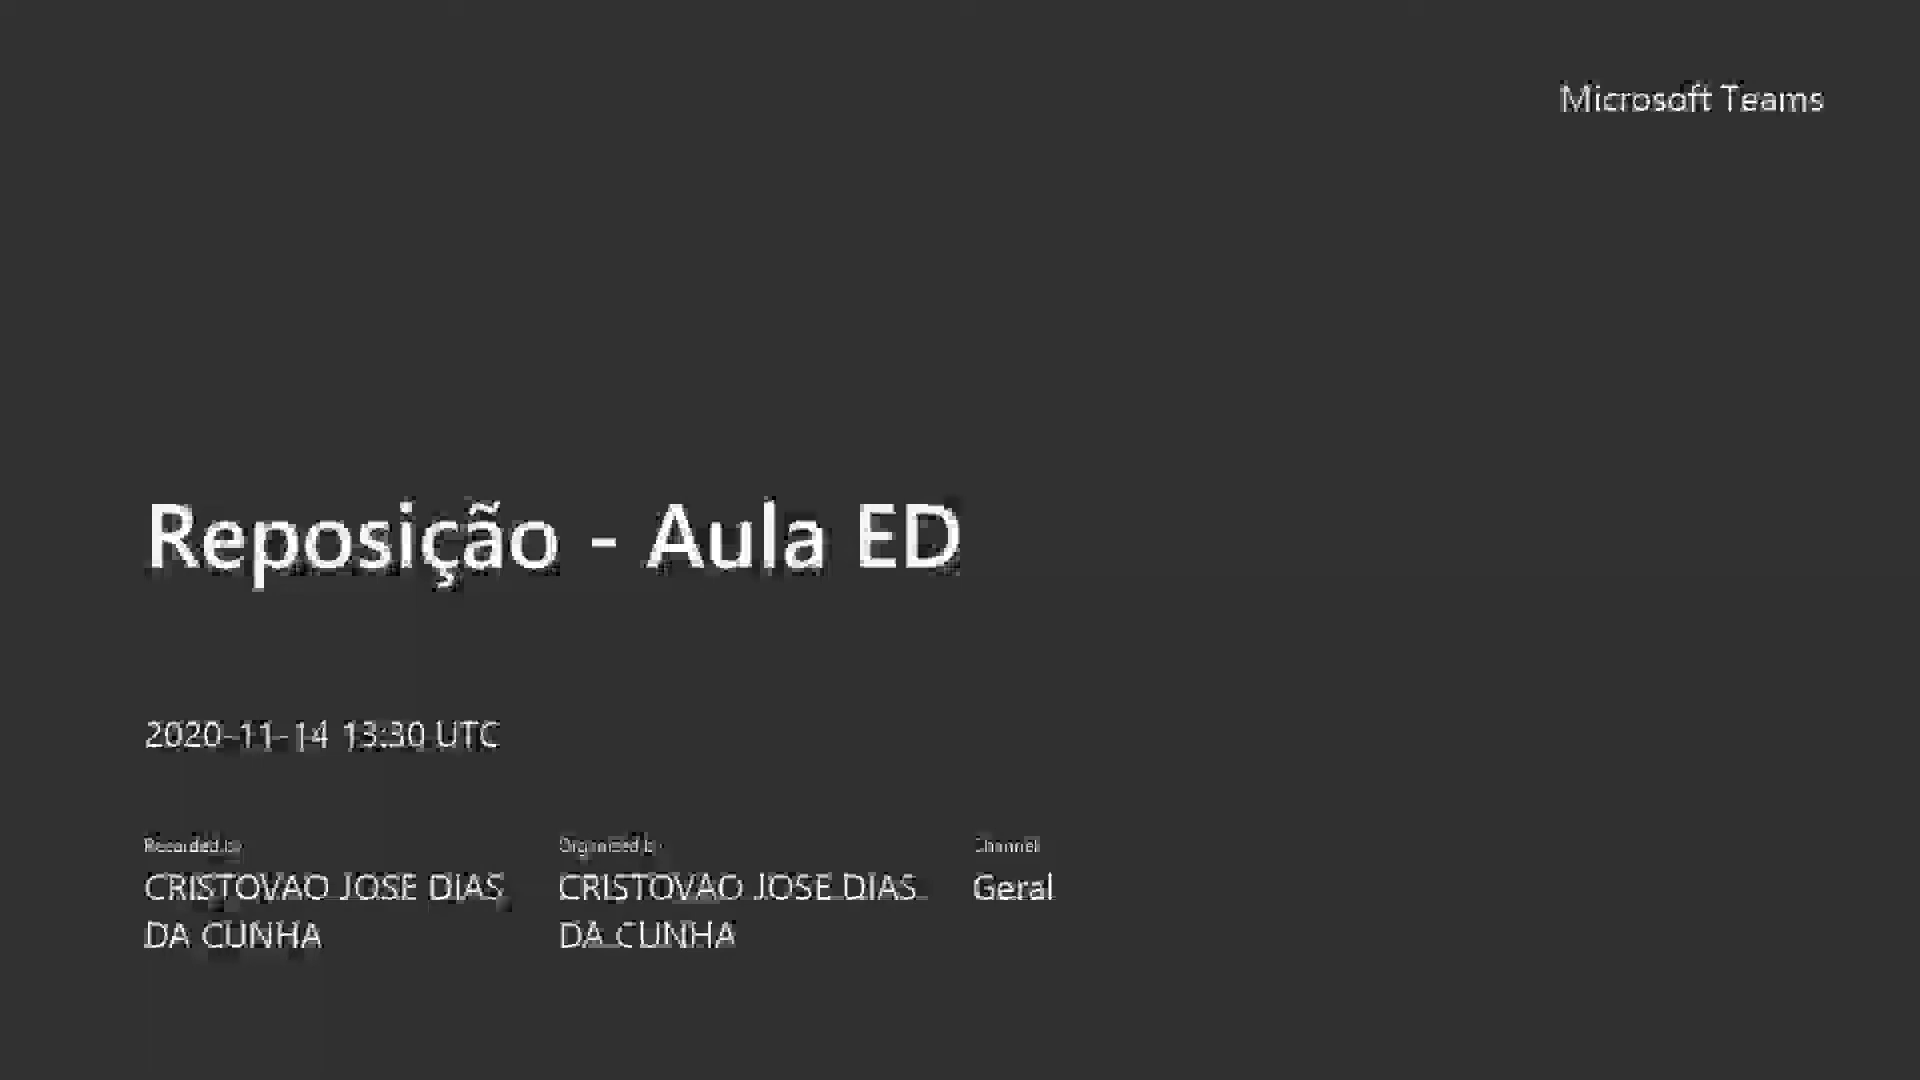 Microsoft Teams
Reposição - Aula ED
2020-11-14 13:30 UTC
Recorded by
Organized by
Channel
CRISTOVAO JOSE DIAS
DA CUNHA
CRISTOVAO JOSE DIAS
DA CUNHA
Geral